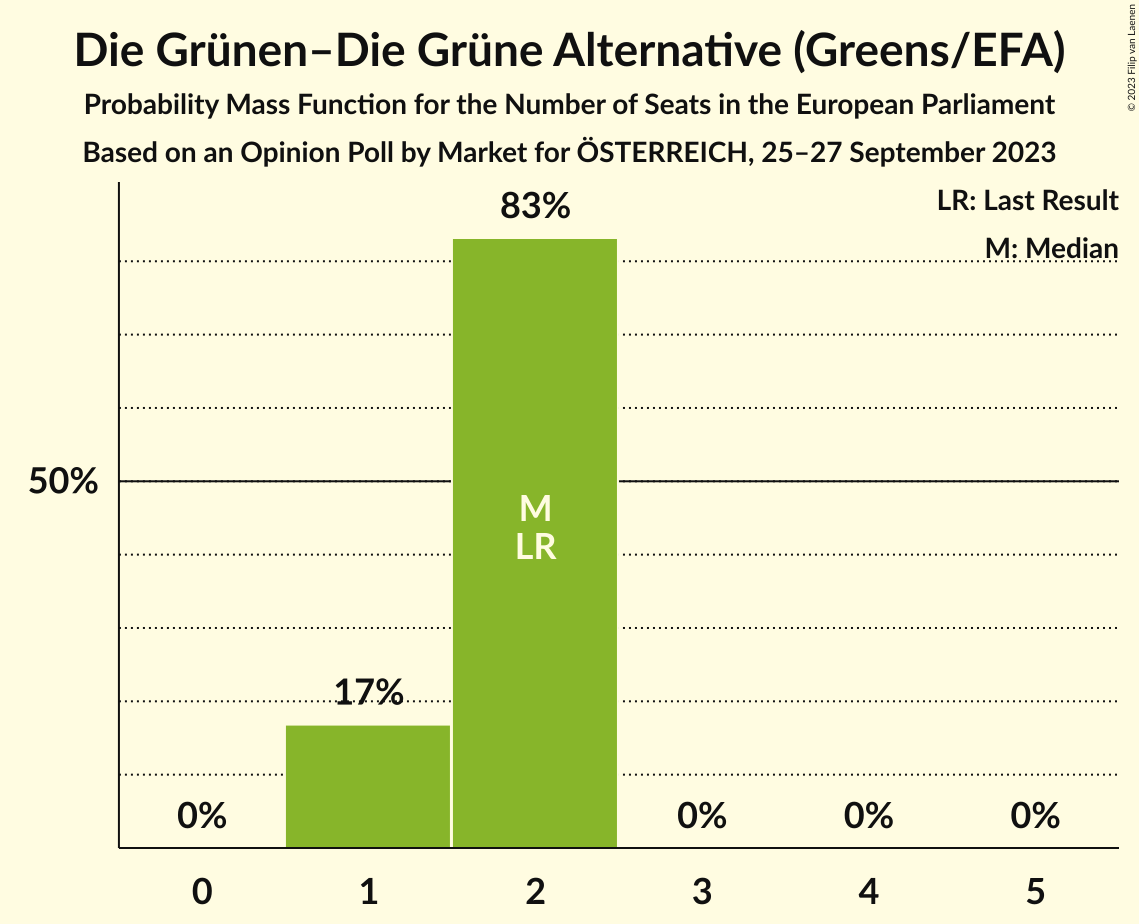 Die Grünen–Die Grüne Alternative (Greens/EFA)
Probability Mass Function for the Number of Seats in the European Parliament
Based on an Opinion Poll by Market for ÖSTERREICH, 25–27 September 2023
© 2023 Filip van Laenen
LR: Last Result
M: Median
83%
50%
M
LR
17%
0%
0%
0%
0%
0 1 2 3 4 5